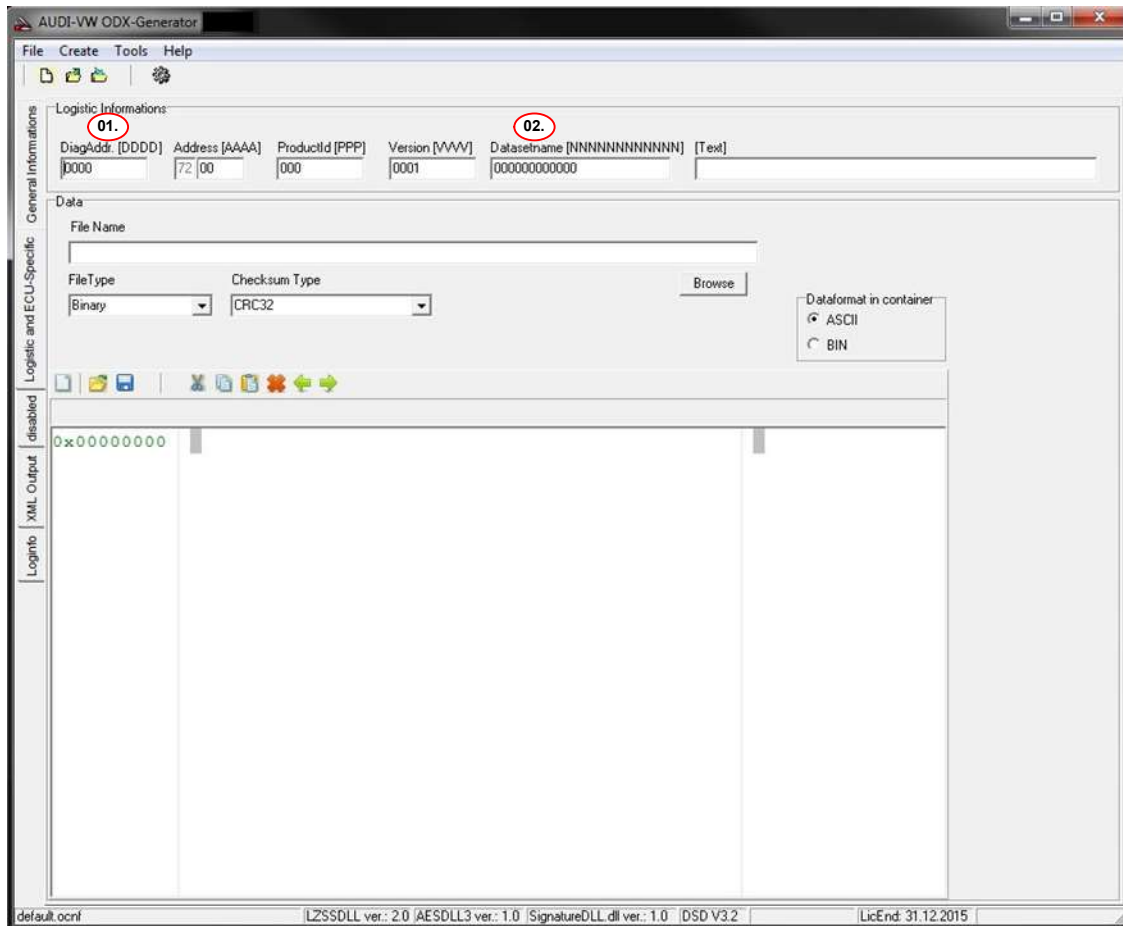 AUDI-VW ODX-Generator
File Create Tools Help
General Informations
Logistic and ECU-Specific
disabled
XML Output
Loginfo
Logistic Informations
01. 02.
DiagAddr. [DDDD] Address [AAAA] ProductId [PPP] Version [VVVV] Datasetname [NNNNNNNNNNNN] [Text]
0000 72 00 000 0001 000000000000
Data
File Name
FileType Checksum Type Browse
Binary CRC32
Dataformat in container
ASCII
BIN
0x00000000
default.ocnf LZSSDLL ver.: 2.0 AESDLL3 ver.: 1.0 SignatureDLL.dll ver.: 1.0 DSD V3.2 LicEnd: 31.12.2015